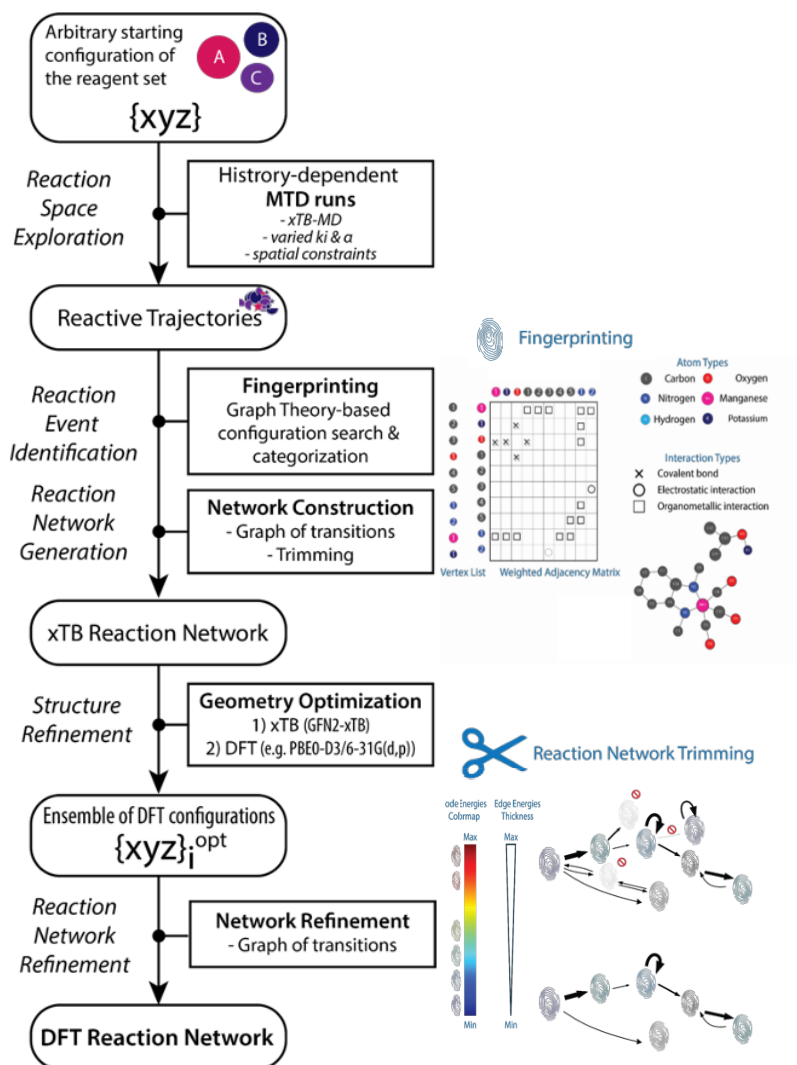 Arbitrary starting
configuration of
the reagent set
A
B
C
{xyz}
Reaction
Space
Exploration
Histrory-dependent
MTD runs
- xTB-MD
- varied ki & a
- spatial constraints
Reactive Trajectories
Reaction
Event
Identification
Fingerprinting
Graph Theory-based
configuration search &
categorization
Reaction
Network
Generation
Network Construction
- Graph of transitions
- Trimming
xTB Reaction Network
Structure
Refinement
Geometry Optimization
1) xTB (GFN2-xTB)
2) DFT (e.g. PBE0-D3/6-31G(d,p))
Ensemble of DFT configurations
{xyz}i opt
Reaction
Network
Refinement
Network Refinement
- Graph of transitions
DFT Reaction Network
Fingerprinting
Vertex List
Weighted Adjacency Matrix
Atom Types
Carbon
Oxygen
Nitrogen
Manganese
Hydrogen
Potassium
Interaction Types
Covalent bond
Electrostatic interaction
Organometallic interaction
Reaction Network Trimming
ode Energies
Colormap
Edge Energies
Thickness
Max
Max
Min
Min